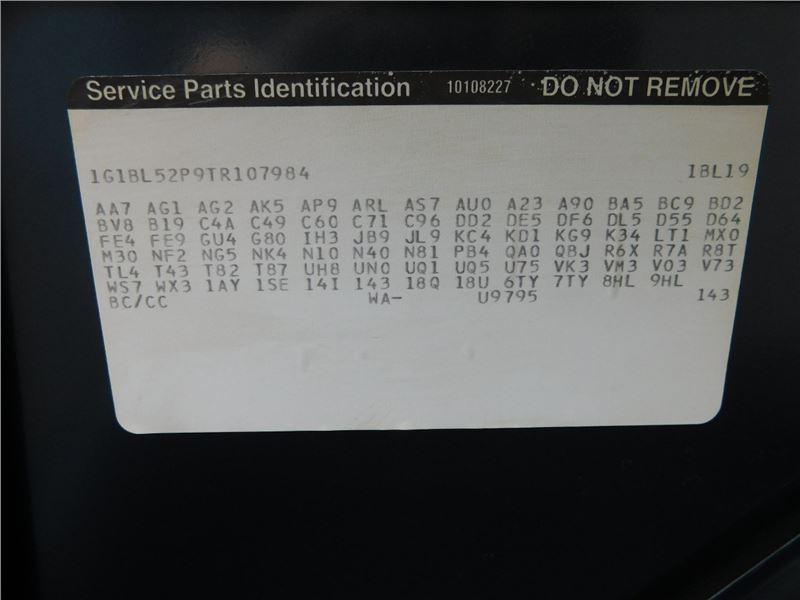 Service Parts Identification 10108227 DO NOT REMOVE
1G1BL52P9TR107984 1BL19
AA7 AG1 AG2 AK5 AP9 ARL AS7 AU0 A23 A90 BA5 BC9 BD2
BV8 B19 C4A C49 C60 C71 C96 DD2 DE5 DF6 DL5 D55 D64
FE4 FE9 GU4 G80 IH3 JB9 JL9 KC4 KD1 KG9 K34 LT1 MX0
M30 NF2 NG5 NK4 N10 N40 N81 PB4 QA0 QBJ R6X R7A R8T
TL4 T43 T82 T87 UH8 UN0 UQ1 UQ5 U75 VK3 VM3 V03 V73
WS7 WX3 1AY 1SE 14I 143 18Q 18U 6TY 7TY 8HL 9HL
BC/CC WA- U9795 143